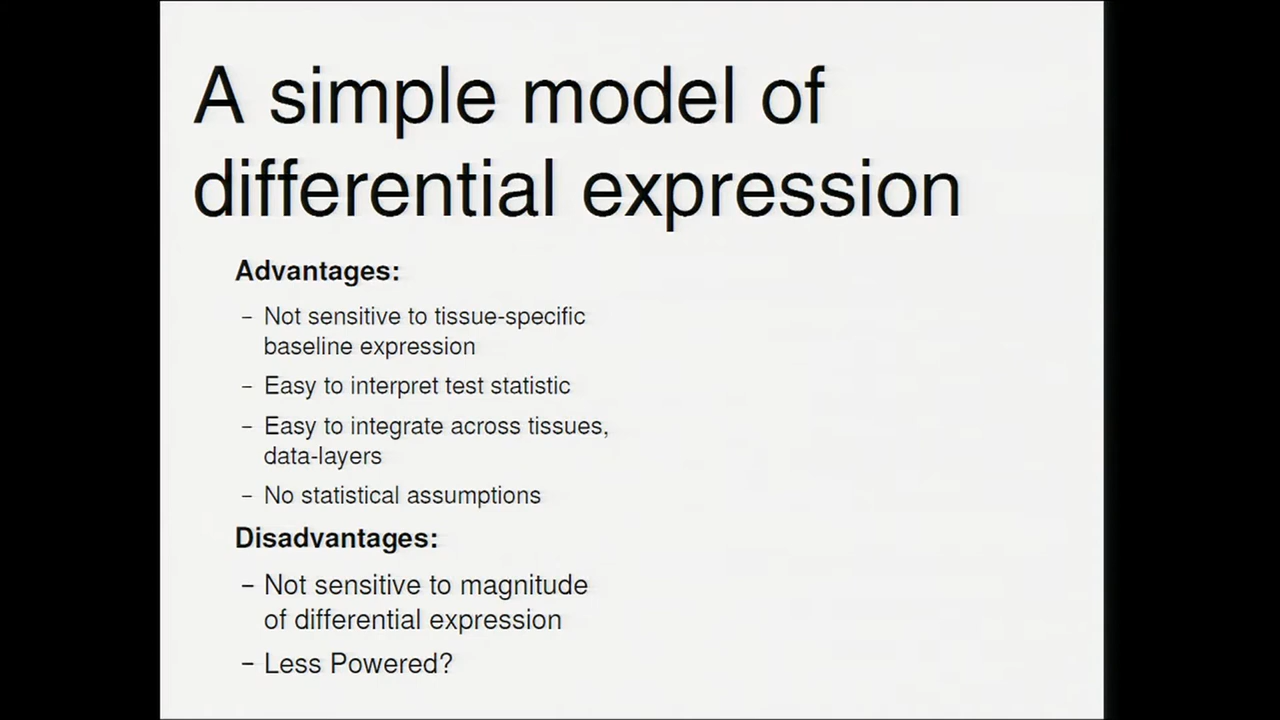 A simple model of
differential expression
Advantages:
– Not sensitive to tissue-specific
baseline expression
– Easy to interpret test statistic
– Easy to integrate across tissues,
data-layers
– No statistical assumptions
Disadvantages:
– Not sensitive to magnitude
of differential expression
– Less Powered?